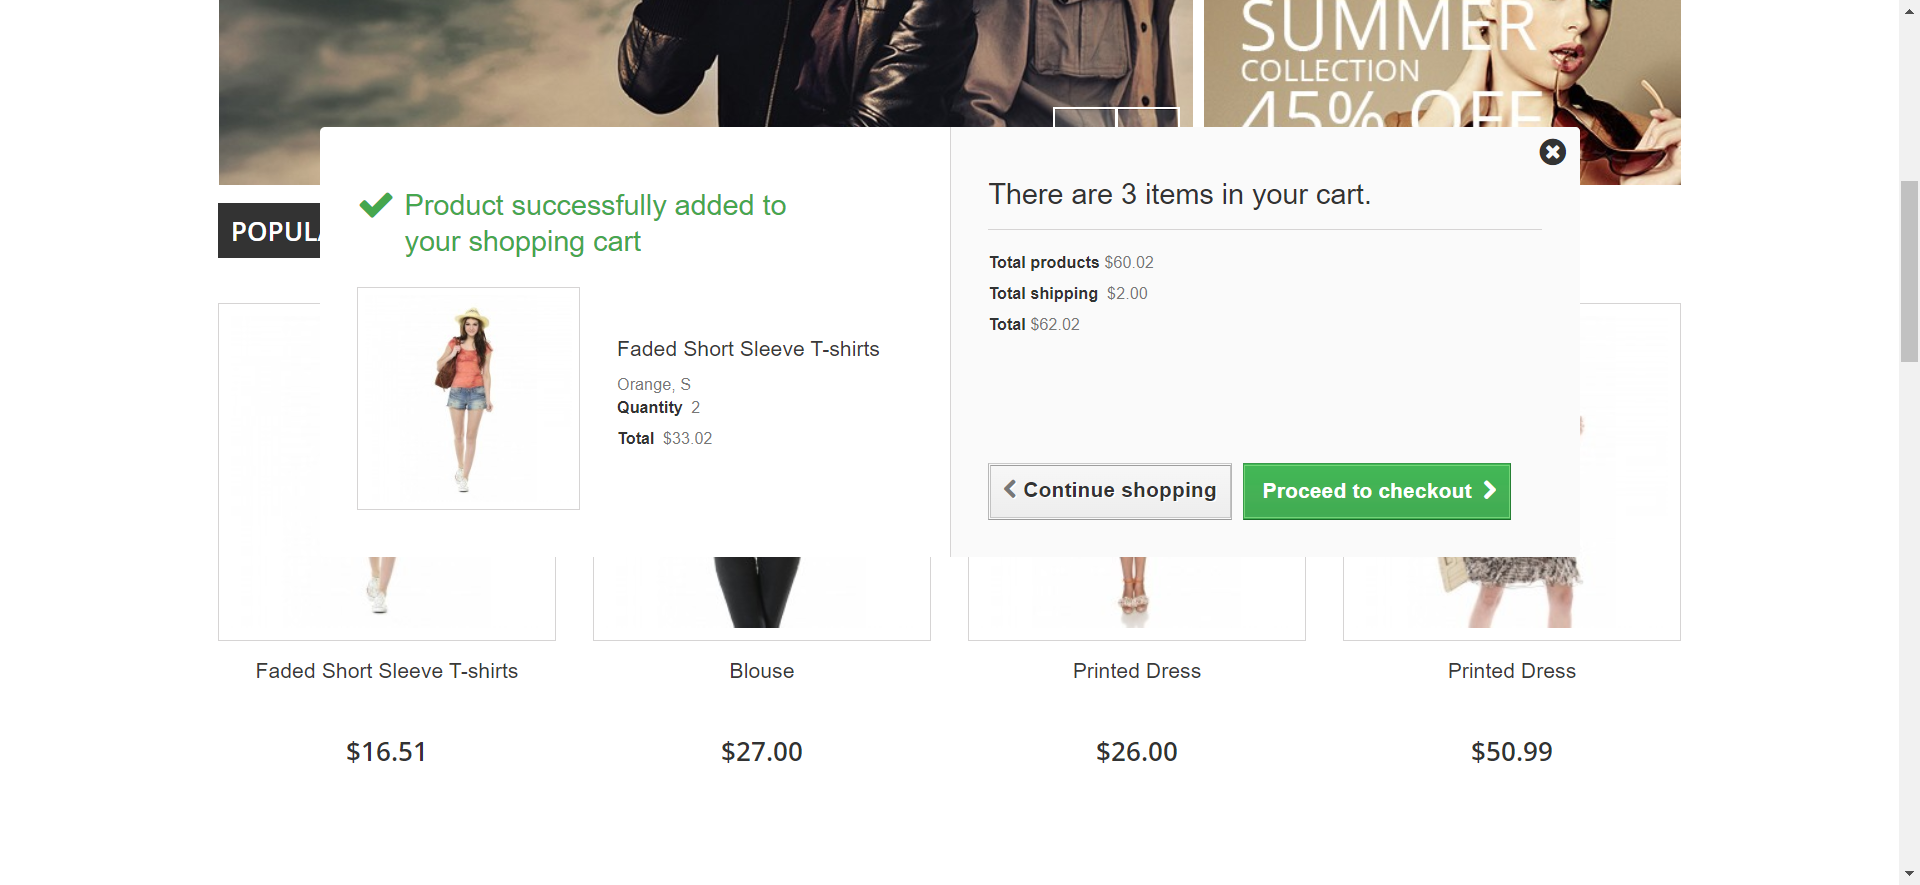 SUMMER
COLLECTION
45% OFF
POPULA
Product successfully added to
your shopping cart
Faded Short Sleeve T-shirts
Orange, S
Quantity 2
Total $33.02
There are 3 items in your cart.
Total products $60.02
Total shipping $2.00
Total $62.02
Continue shopping
Proceed to checkout
Faded Short Sleeve T-shirts
Blouse
Printed Dress
Printed Dress
$16.51
$27.00
$26.00
$50.99